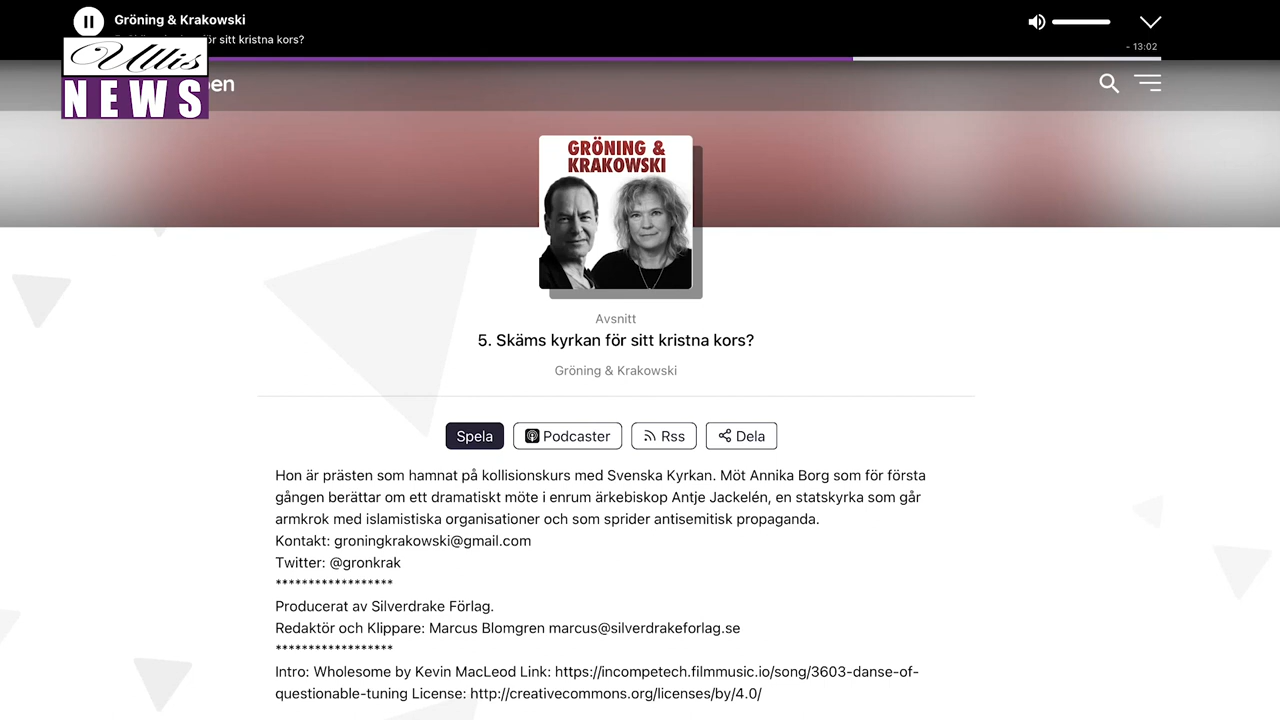 Gröning & Krakowski
för sitt kristna kors?
- 13:02
Ullis
NEWS
en
GRÖNING &
KRAKOWSKI
Avsnitt
5. Skäms kyrkan för sitt kristna kors?
Gröning & Krakowski
Spela
Podcaster
Rss
Dela
Hon är prästen som hamnat på kollisionskurs med Svenska Kyrkan. Möt Annika Borg som för första
gången berättar om ett dramatiskt möte i enrum ärkebiskop Antje Jackelén, en statskyrka som går
armkrok med islamistiska organisationer och som sprider antisemitisk propaganda.
Kontakt: groningkrakowski@gmail.com
Twitter: @gronkrak
******************
Producerat av Silverdrake Förlag.
Redaktör och Klippare: Marcus Blomgren marcus@silverdrakeforlag.se
******************
Intro: Wholesome by Kevin MacLeod Link: https://incompetech.filmmusic.io/song/3603-danse-of-
questionable-tuning License: http://creativecommons.org/licenses/by/4.0/